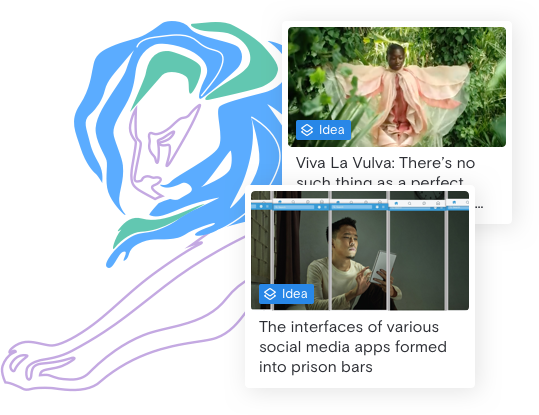 Idea
Viva La Vulva: There's no
such thing as a perfect
...
Idea
The interfaces of various
social media apps formed
into prison bars